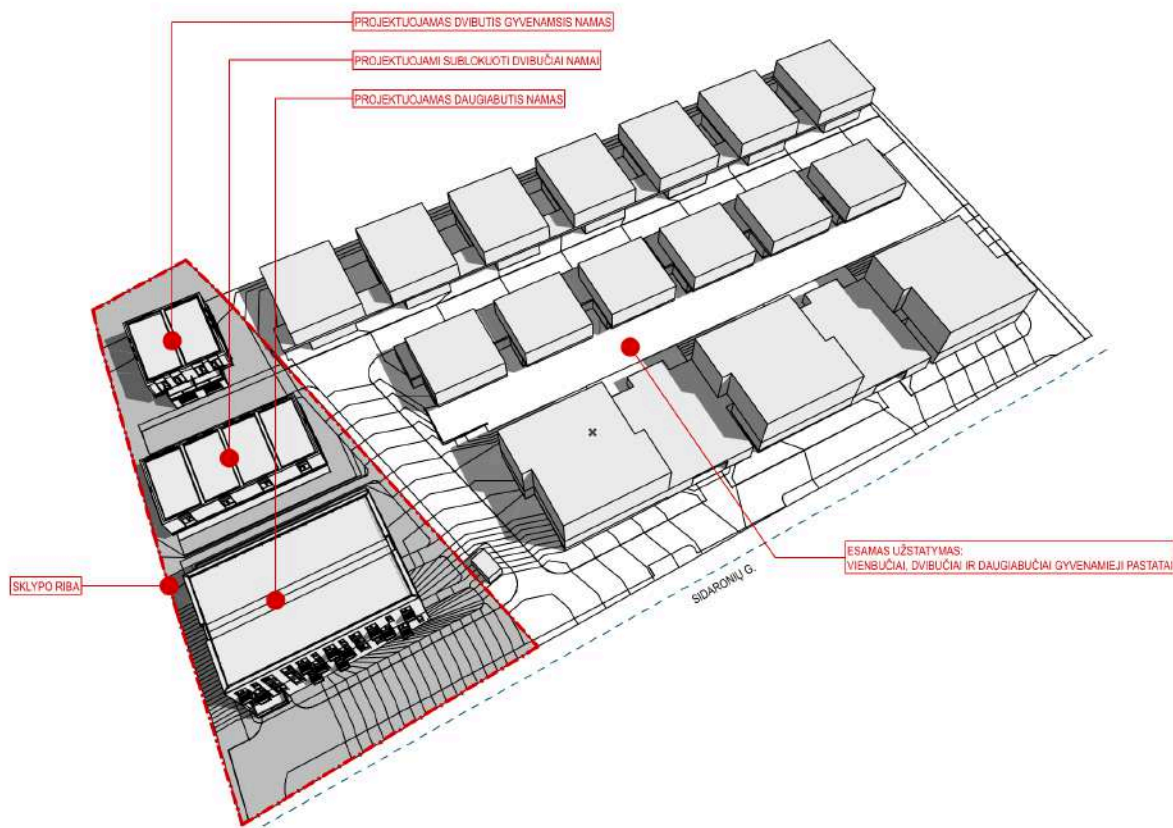 PROJEKTUOJAMAS DVIBUTIS GYVENAMSIS NAMAS
PROJEKTUOJAMI SUBLOKUOTI DVIBUČIAI NAMAI
PROJEKTUOJAMAS DAUGIABUTIS NAMAS
ESAMAS UŽSTATYMAS:
VIENBUČIAI, DVIBUČIAI IR DAUGIABUČIAI GYVENAMIEJI PASTATAI
SKLYPO RIBA
SIDARONIŲ G.